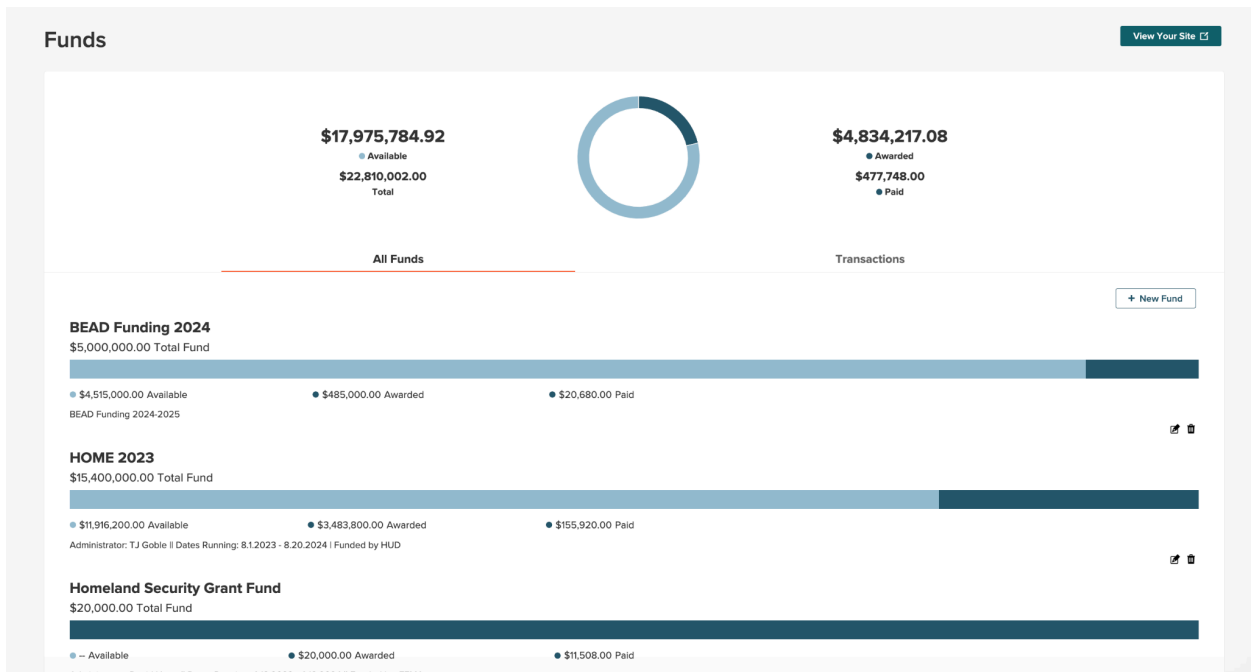 Funds
View Your Site
$17,975,784.92
Available
$22,810,002.00
Total
$4,834,217.08
Awarded
$477,748.00
Paid
All Funds
Transactions
+ New Fund
BEAD Funding 2024
$5,000,000.00 Total Fund
$4,515,000.00 Available
$485,000.00 Awarded
$20,680.00 Paid
BEAD Funding 2024-2025
HOME 2023
$15,400,000.00 Total Fund
$11,916,200.00 Available
$3,483,800.00 Awarded
$155,920.00 Paid
Administrator: TJ Goble || Dates Running: 8.1.2023 - 8.20.2024 | Funded by HUD
Homeland Security Grant Fund
$20,000.00 Total Fund
-- Available
$20,000.00 Awarded
$11,508.00 Paid